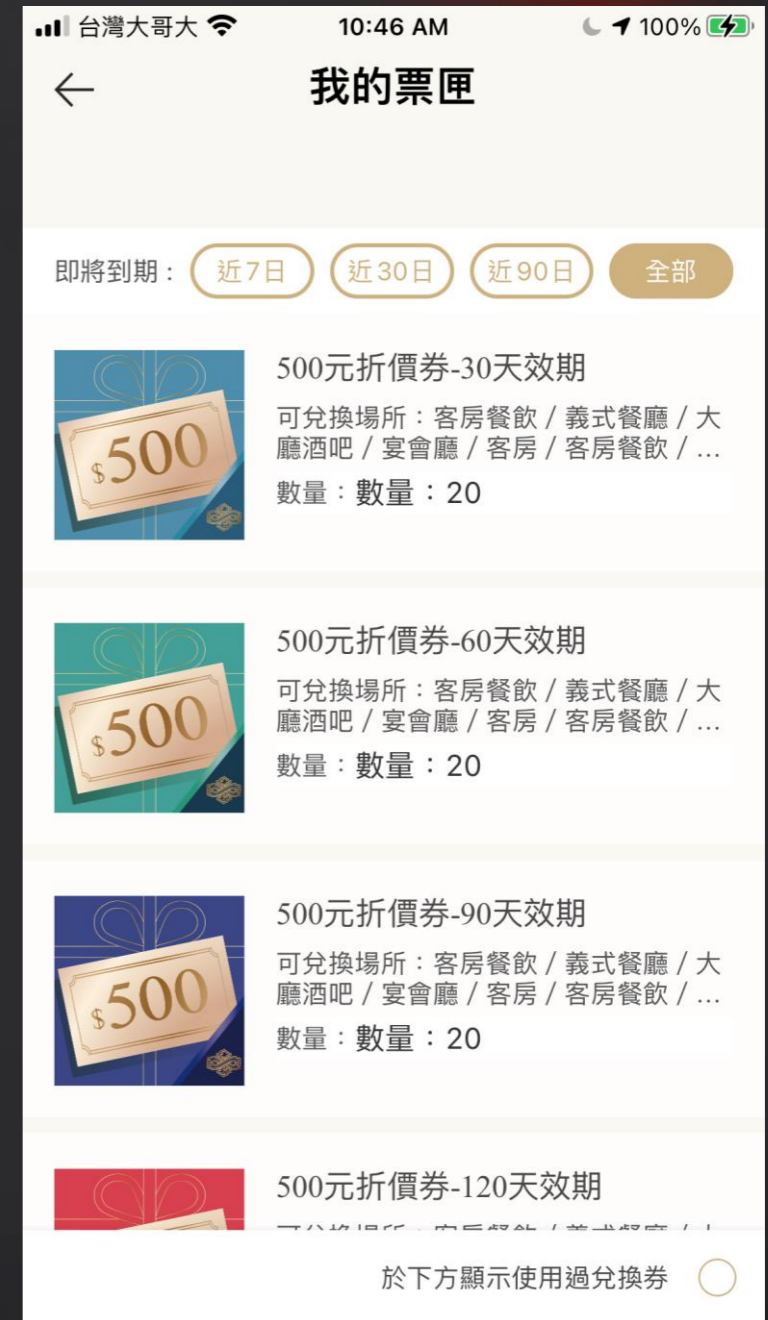 台灣大哥大
10:46 AM
100%
我的票匣
即將到期：
近7日
近30日
近90日
全部
$500
500元折價券-30天效期
可兌換場所：客房餐飲 / 義式餐廳 / 大
廳酒吧 / 宴會廳 / 客房 / 客房餐飲 / ...
數量：數量：20
$500
500元折價券-60天效期
可兌換場所：客房餐飲 / 義式餐廳 / 大
廳酒吧 / 宴會廳 / 客房 / 客房餐飲 / ...
數量：數量：20
$500
500元折價券-90天效期
可兌換場所：客房餐飲 / 義式餐廳 / 大
廳酒吧 / 宴會廳 / 客房 / 客房餐飲 / ...
數量：數量：20
500元折價券-120天效期
於下方顯示使用過兌換券